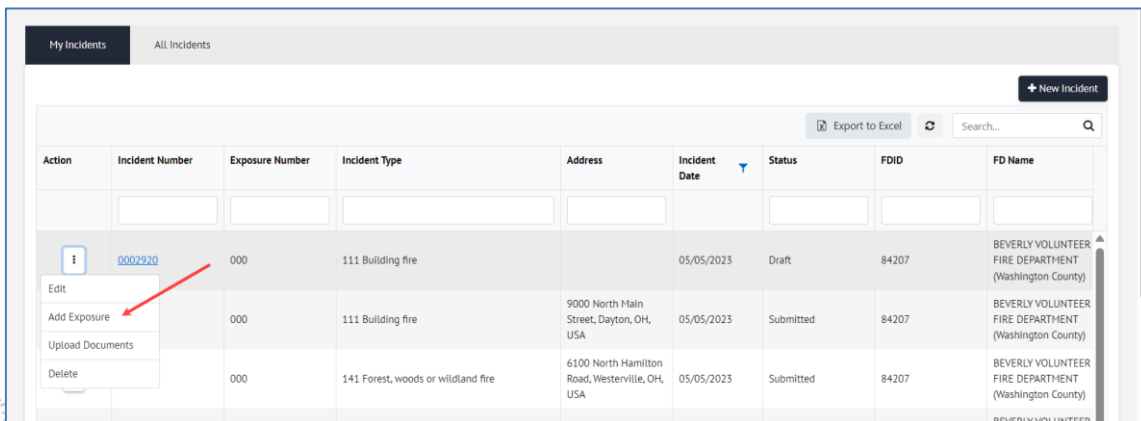 My Incidents All Incidents
+ New Incident
Export to Excel Search...
Action Incident Number Exposure Number Incident Type Address Incident Date Status FDID FD Name
0002920 000 111 Building fire 05/05/2023 Draft 84207 BEVERLY VOLUNTEER FIRE DEPARTMENT (Washington County)
Edit
Add Exposure
Upload Documents
Delete
000 111 Building fire 9000 North Main Street, Dayton, OH, USA 05/05/2023 Submitted 84207 BEVERLY VOLUNTEER FIRE DEPARTMENT (Washington County)
000 141 Forest, woods or wildland fire 6100 North Hamilton Road, Westerville, OH, USA 05/05/2023 Submitted 84207 BEVERLY VOLUNTEER FIRE DEPARTMENT (Washington County)